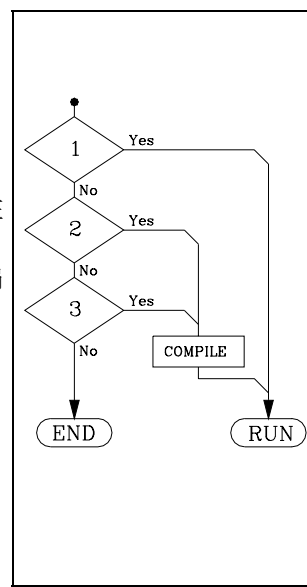 1
Yes
No
2
Yes
No
3
Yes
No
COMPILE
END
RUN